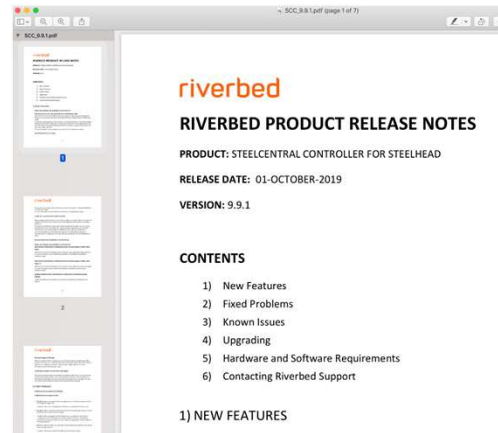 SCC_9.9.1.pdf (page 1 of 7)
SCC_9.9.1.pdf
1
2
riverbed
RIVERBED PRODUCT RELEASE NOTES
PRODUCT: STEELCENTRAL CONTROLLER FOR STEELHEAD
RELEASE DATE: 01-OCTOBER-2019
VERSION: 9.9.1
CONTENTS
1) New Features
2) Fixed Problems
3) Known Issues
4) Upgrading
5) Hardware and Software Requirements
6) Contacting Riverbed Support
1) NEW FEATURES